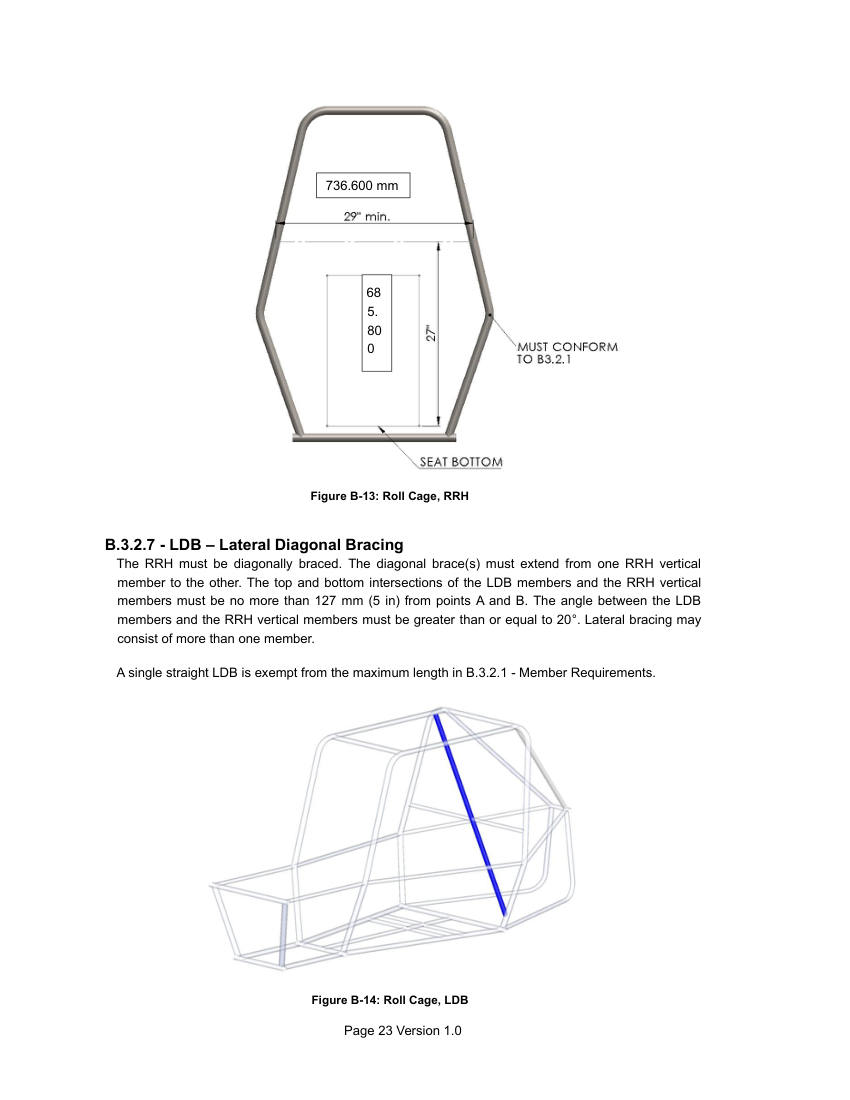 736.600 mm
29" min.
68
5.
80
0
27"
MUST CONFORM
TO B3.2.1
SEAT BOTTOM
Figure B-13: Roll Cage, RRH
B.3.2.7 - LDB – Lateral Diagonal Bracing
The RRH must be diagonally braced. The diagonal brace(s) must extend from one RRH vertical
member to the other. The top and bottom intersections of the LDB members and the RRH vertical
members must be no more than 127 mm (5 in) from points A and B. The angle between the LDB
members and the RRH vertical members must be greater than or equal to 20°. Lateral bracing may
consist of more than one member.
A single straight LDB is exempt from the maximum length in B.3.2.1 - Member Requirements.
Figure B-14: Roll Cage, LDB
Page 23 Version 1.0